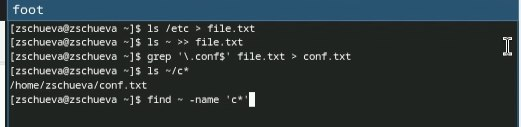 foot
[zschueva@zschueva ~]$ ls /etc > file.txt
[zschueva@zschueva ~]$ ls ~ >> file.txt
[zschueva@zschueva ~]$ grep '\.conf$' file.txt > conf.txt
[zschueva@zschueva ~]$ ls ~/c*
/home/zschueva/conf.txt
[zschueva@zschueva ~]$ find ~ -name 'c*'